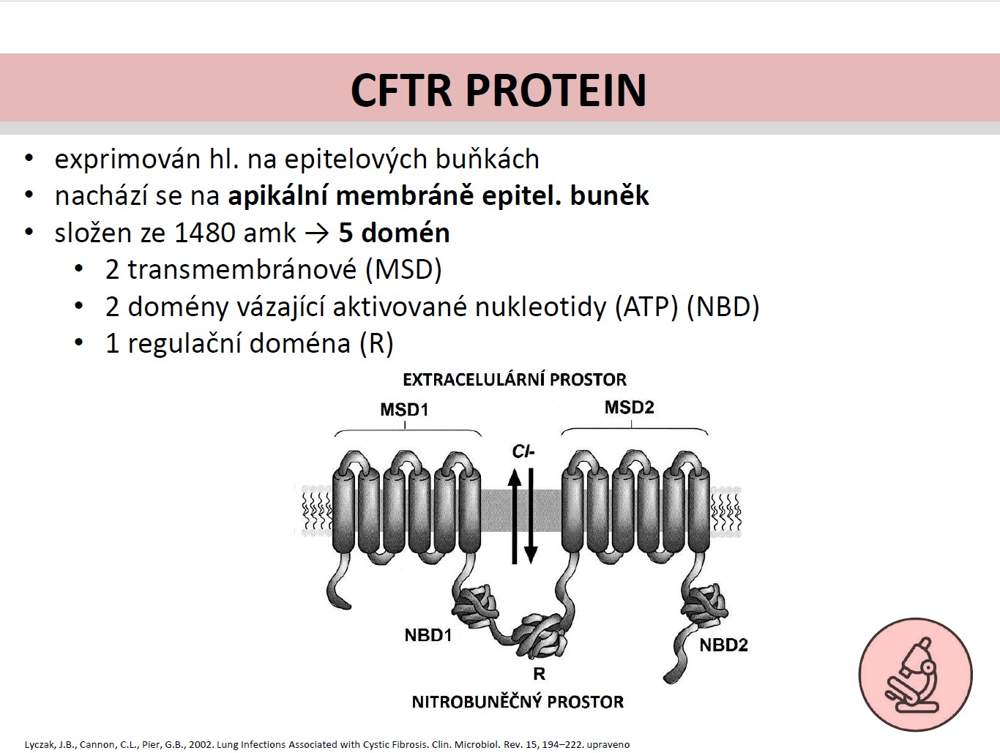 CFTR PROTEIN
• exprimován hl. na epitelových buňkách
• nachází se na apikální membráně epitel. buněk
• složen ze 1480 amk → 5 domén
• 2 transmembránové (MSD)
• 2 domény vázající aktivované nukleotidy (ATP) (NBD)
• 1 regulační doména (R)
EXTRACELULÁRNÍ PROSTOR
MSD1
MSD2
Cl-
NBD1
NBD2
R
NITROBUNĚČNÝ PROSTOR
Lyczak, J.B., Cannon, C.L., Pier, G.B., 2002. Lung Infections Associated with Cystic Fibrosis. Clin. Microbiol. Rev. 15, 194–222. upraveno